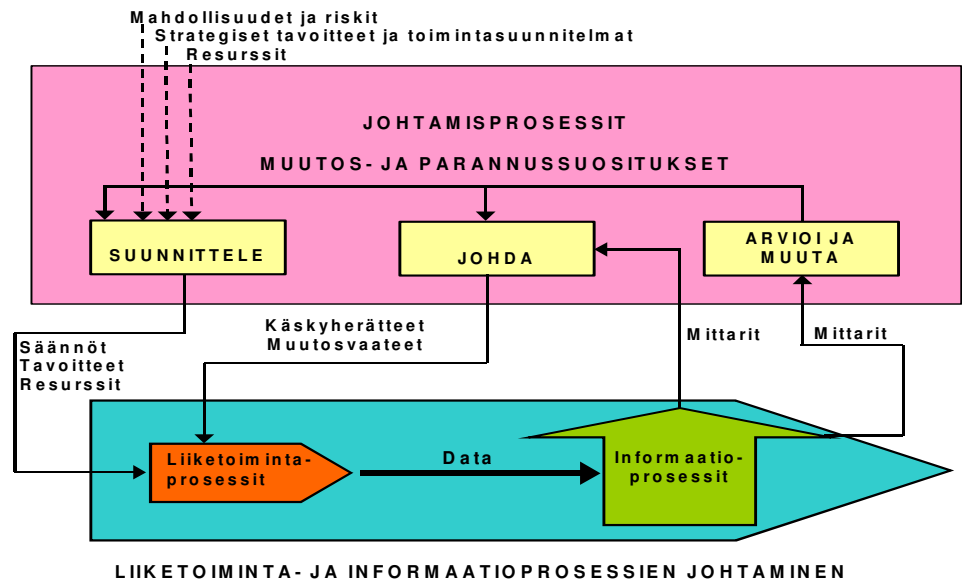 Mahdollisuudet ja riskit
Strategiset tavoitteet ja toimintasuunnitelmat
Resurssit
JOHTAMISPROSESSIT
MUUTOS- JA PARANNUSSUOSITUKSET
SUUNNITTELE
JOHDA
ARVIOI JA
MUUTA
Säännöt
Tavoitteet
Resurssit
Käskyherätteet
Muutosvaateet
Mittarit
Mittarit
Liiketoiminta-
prosessit
Data
Informaatio-
prosessit
LIIKETOIMINTA- JA INFORMAATIOPROSESSIEN JOHTAMINEN